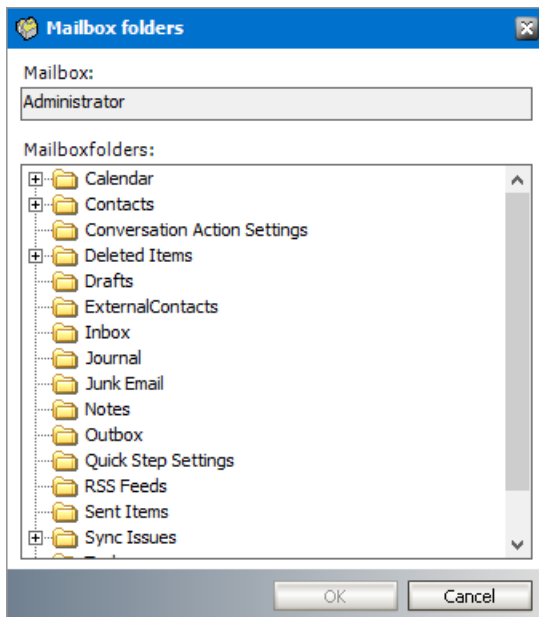 Mailbox folders
Mailbox:
Administrator
Mailboxfolders:
Calendar
Contacts
Conversation Action Settings
Deleted Items
Drafts
ExternalContacts
Inbox
Journal
Junk Email
Notes
Outbox
Quick Step Settings
RSS Feeds
Sent Items
Sync Issues
OK
Cancel